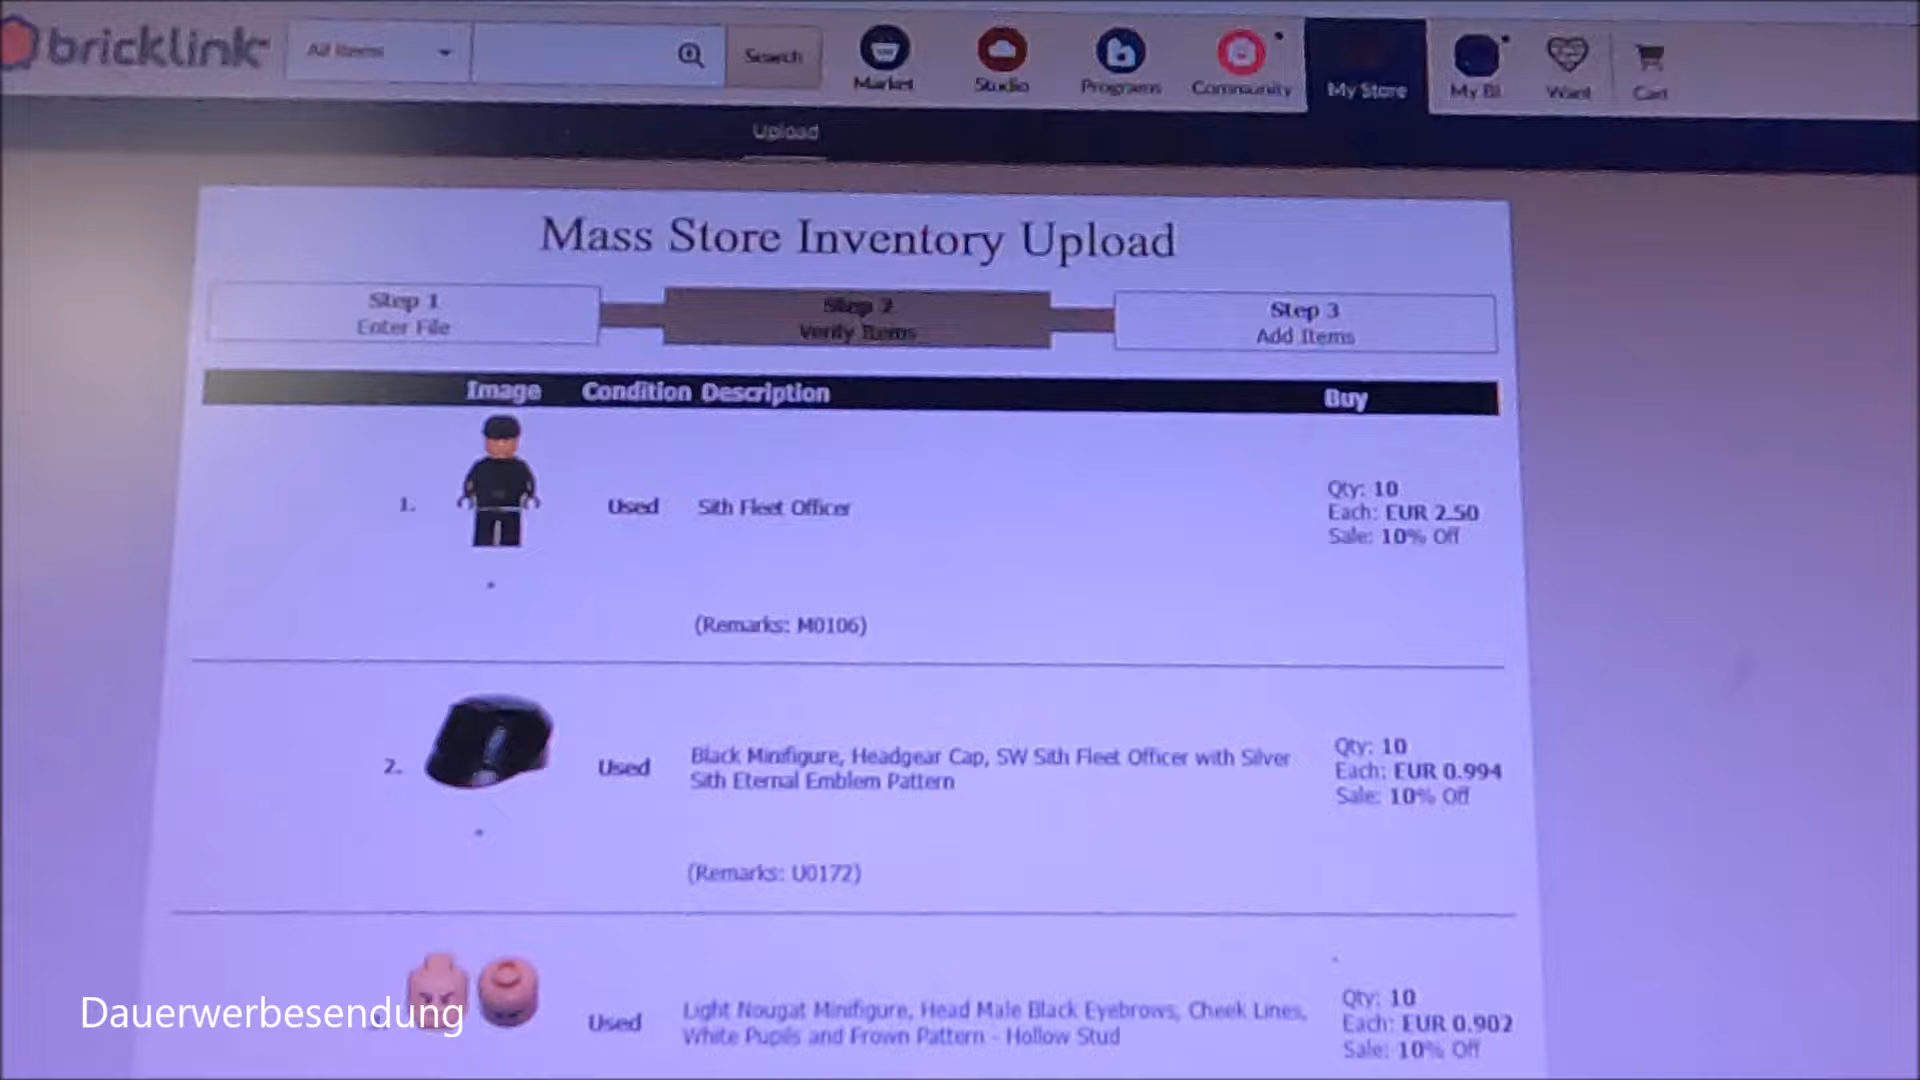 bricklink
All Items
Search
Market
Studio
Programs
Community
My Store
My Bl
Want
Cart
Upload
Mass Store Inventory Upload
Step 1
Enter File
Step 2
Verify Items
Step 3
Add Items
Image Condition Description Buy
1. Used Sith Fleet Officer
Qty: 10
Each: EUR 2.50
Sale: 10% Off
(Remarks: M0106)
2. Used Black Minifigure, Headgear Cap, SW Sith Fleet Officer with Silver
Sith Eternal Emblem Pattern
Qty: 10
Each: EUR 0.994
Sale: 10% Off
(Remarks: U0172)
Used Light Nougat Minifigure, Head Male Black Eyebrows, Cheek Lines,
White Pupils and Frown Pattern - Hollow Stud
Qty: 10
Each: EUR 0.902
Sale: 10% Off
Dauerwerbesendung